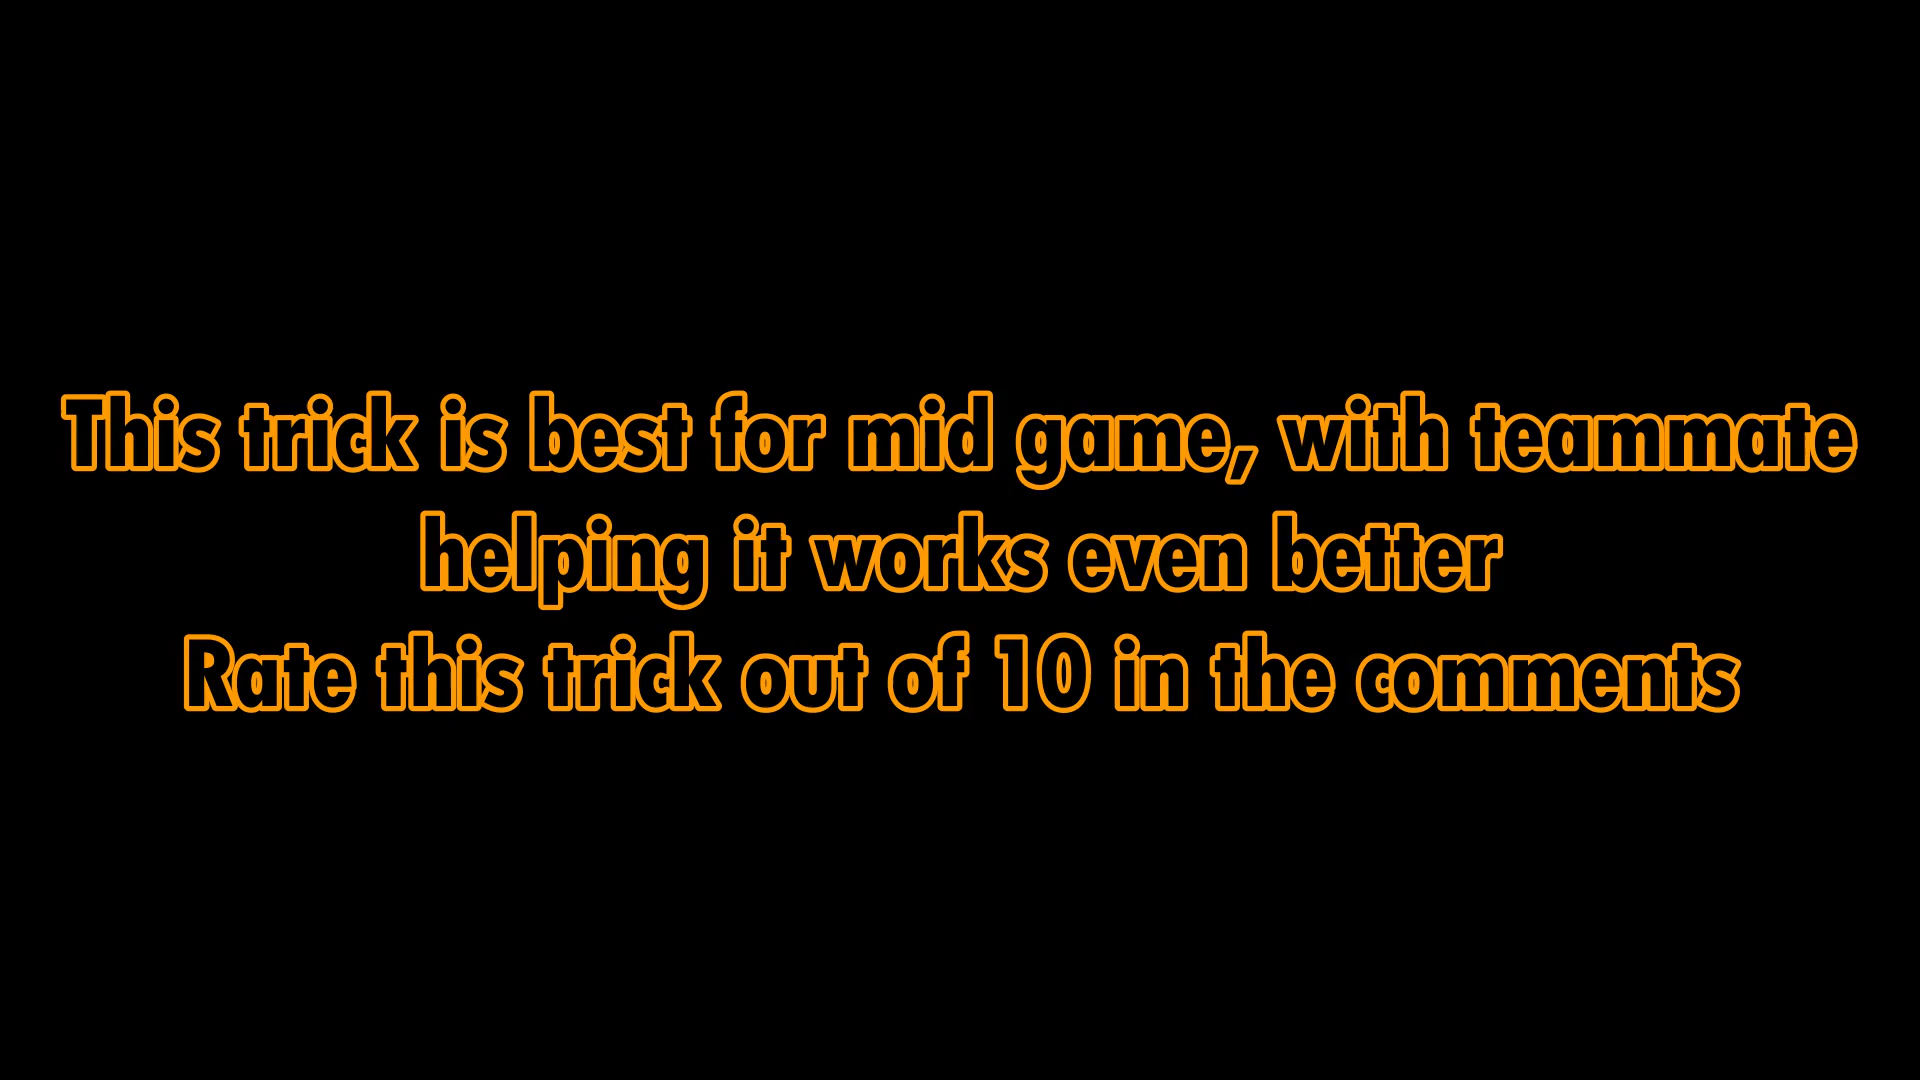 This trick is best for mid game, with teammate
helping it works even better
Rate this trick out of 10 in the comments